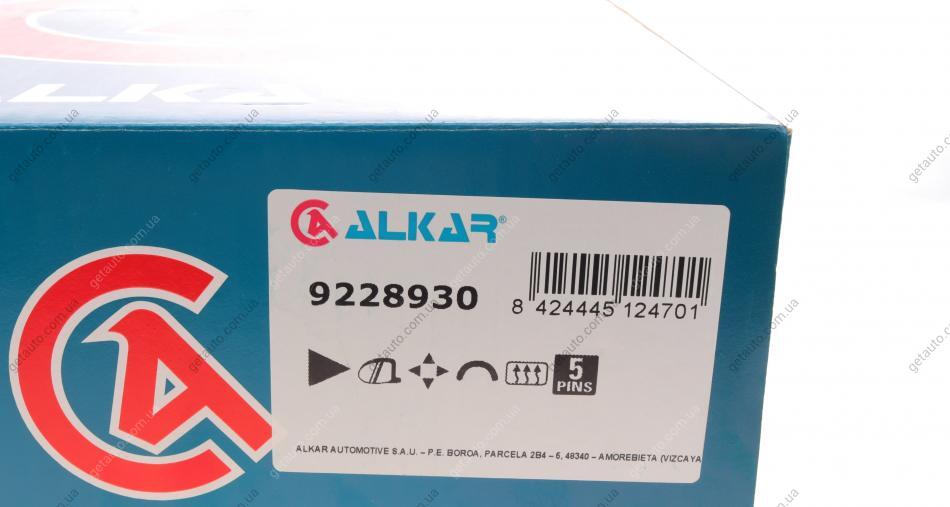 ALKA
ALKAR®
9228930
8 424445 124701
5
PINS
ALKAR AUTOMOTIVE S.A.U. – P.E. BOROA, PARCELA 2B4 – 5, 48340 – AMOREBIETA (VIZCAYA
getauto.com.ua